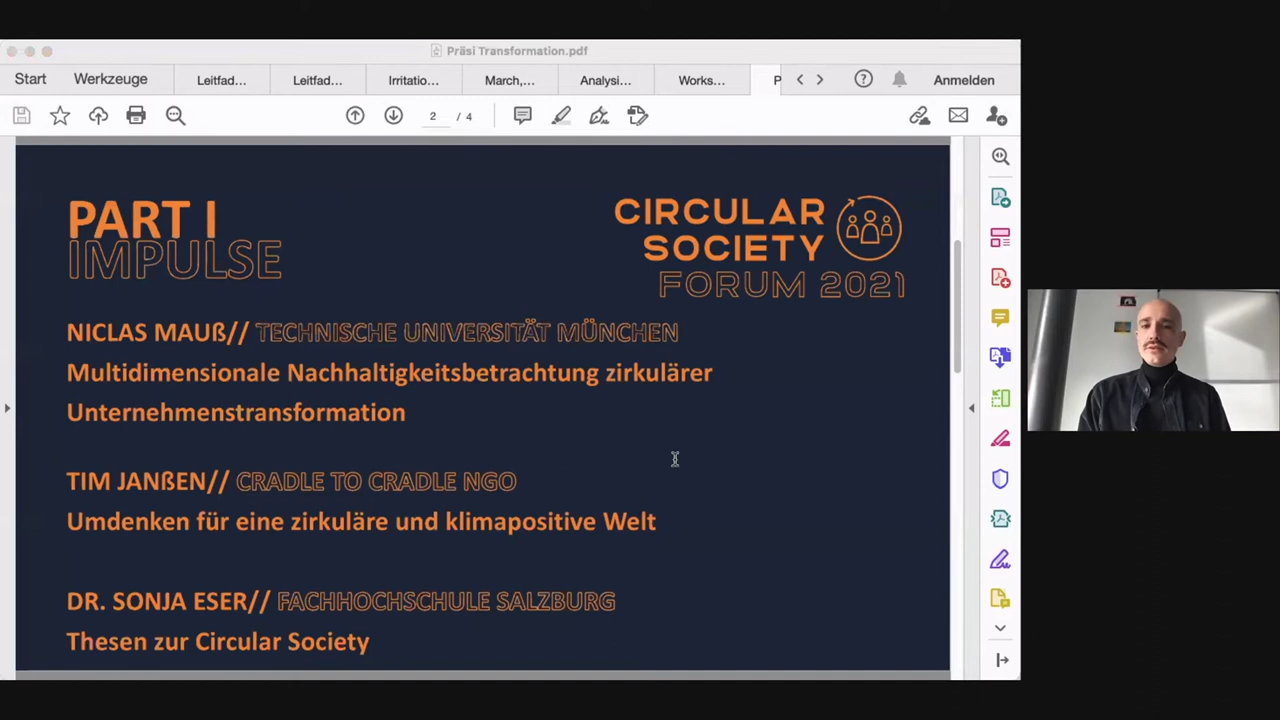 Präsi Transformation.pdf
Start Werkzeuge Leitfad... Leitfad... Irritatio... March,... Analysi... Works... P Anmelden
2 / 4
PART I
IMPULSE
CIRCULAR
SOCIETY
FORUM 2021
NICLAS MAUß// TECHNISCHE UNIVERSITÄT MÜNCHEN
Multidimensionale Nachhaltigkeitsbetrachtung zirkulärer
Unternehmenstransformation
TIM JANßEN// CRADLE TO CRADLE NGO
Umdenken für eine zirkuläre und klimapositive Welt
DR. SONJA ESER// FACHHOCHSCHULE SALZBURG
Thesen zur Circular Society